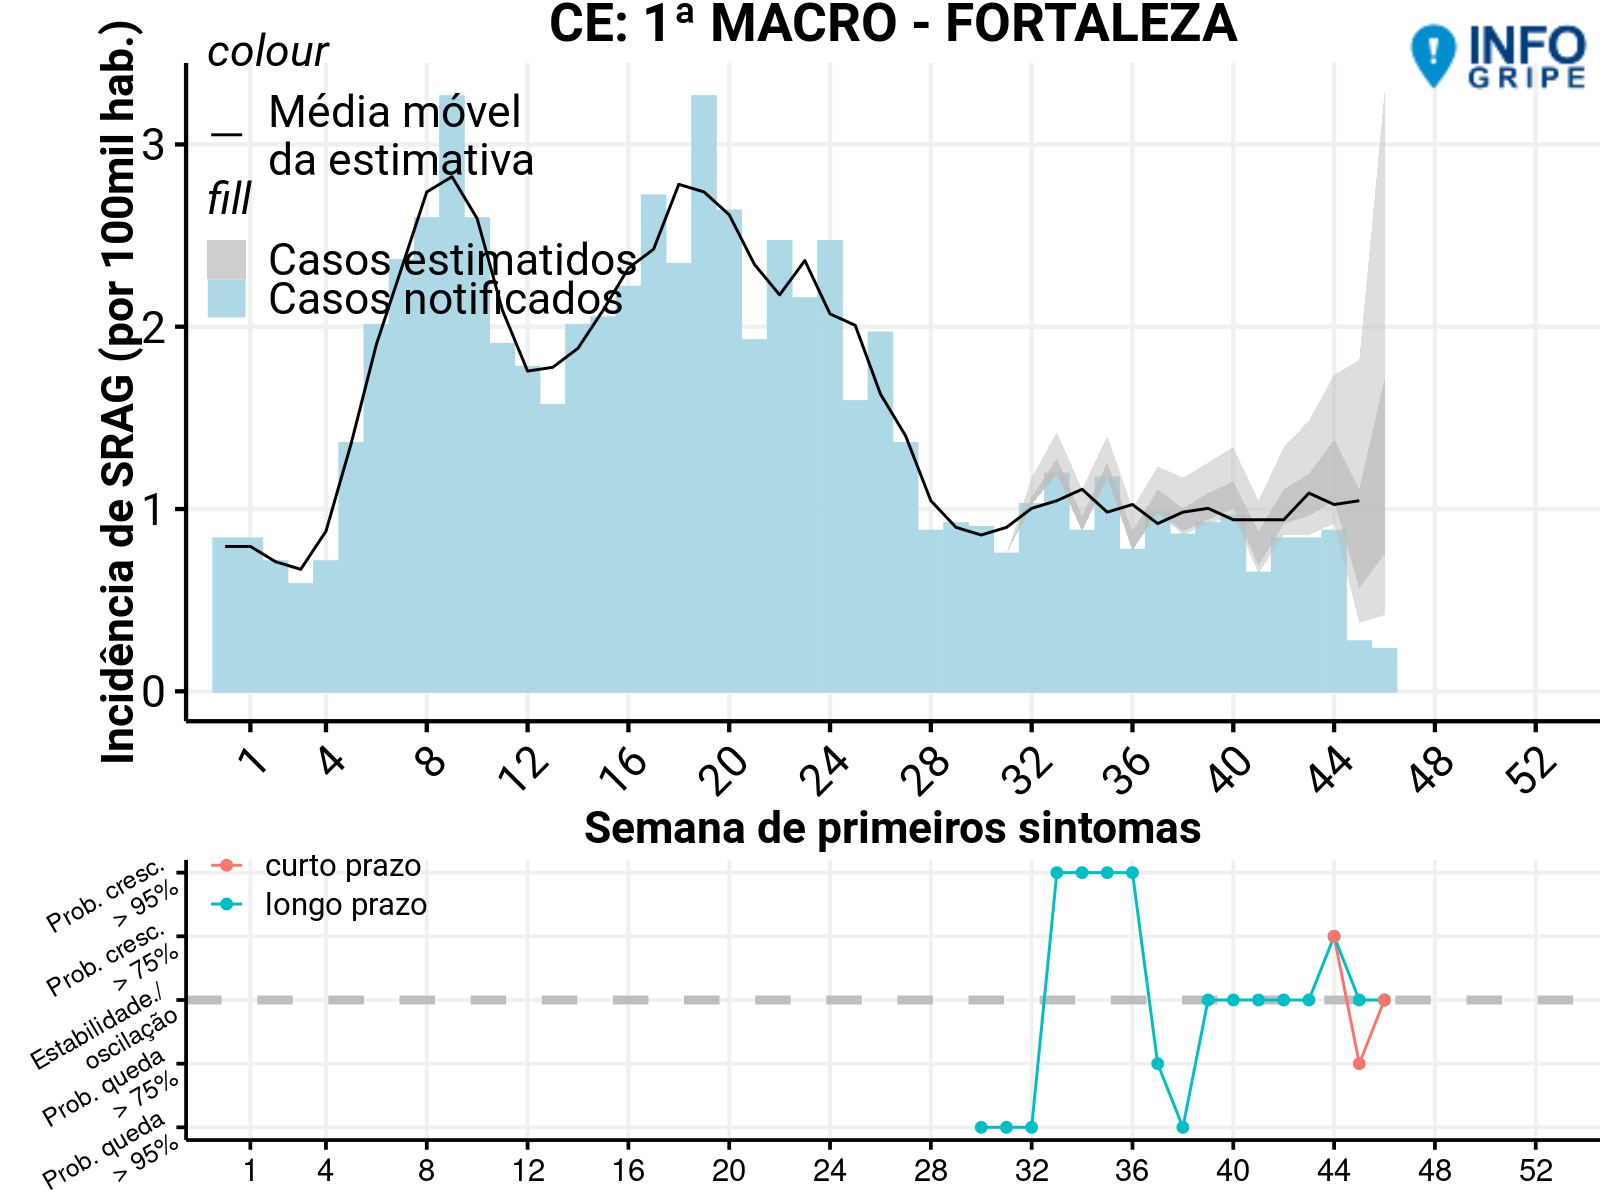 CE: 1ª MACRO - FORTALEZA
INFO
GRIPE
Incidência de SRAG (por 100mil hab.)
colour
Média móvel
da estimativa
fill
Casos estimatidos
Casos notificados
3
2
1
0
1 4 8 12 16 20 24 28 32 36 40 44 48 52
Semana de primeiros sintomas
curto prazo
longo prazo
Prob. cresc.
> 95%
Prob. cresc.
> 75%
Estabilidade./
oscilação
Prob. queda
> 75%
Prob. queda
> 95%
1 4 8 12 16 20 24 28 32 36 40 44 48 52